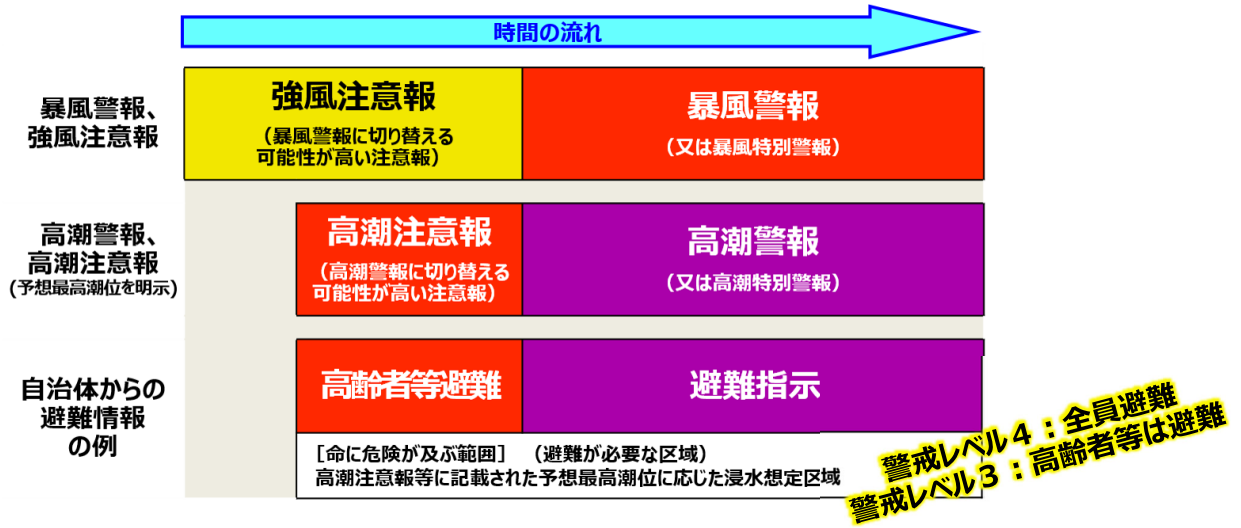 時間の流れ
暴風警報、
強風注意報
強風注意報
（暴風警報に切り替える
可能性が高い注意報）
暴風警報
（又は暴風特別警報）
高潮警報、
高潮注意報
(予想最高潮位を明示)
高潮注意報
（高潮警報に切り替える
可能性が高い注意報）
高潮警報
（又は高潮特別警報）
自治体からの
避難情報
の例
高齢者等避難
避難指示
［命に危険が及ぶ範囲］　（避難が必要な区域）
高潮注意報等に記載された予想最高潮位に応じた浸水想定区域
警戒レベル４：全員避難
警戒レベル３：高齢者等は避難